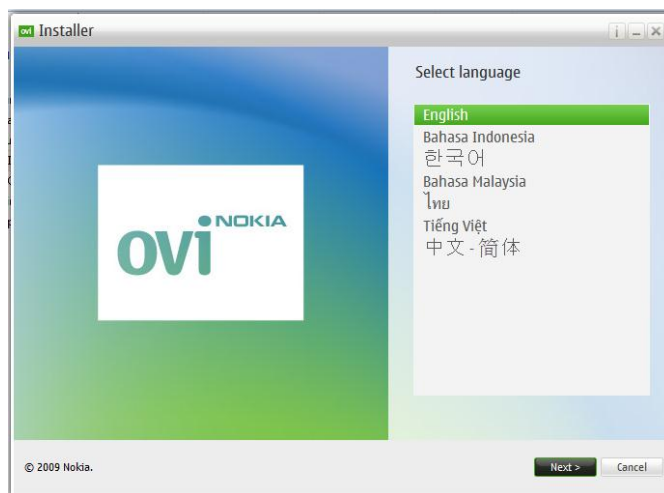 ovi Installer
Select language
English
Bahasa Indonesia
한국어
Bahasa Malaysia
ไทย
Tiếng Việt
中文 - 简体
ovi NOKIA
© 2009 Nokia.
Next >
Cancel